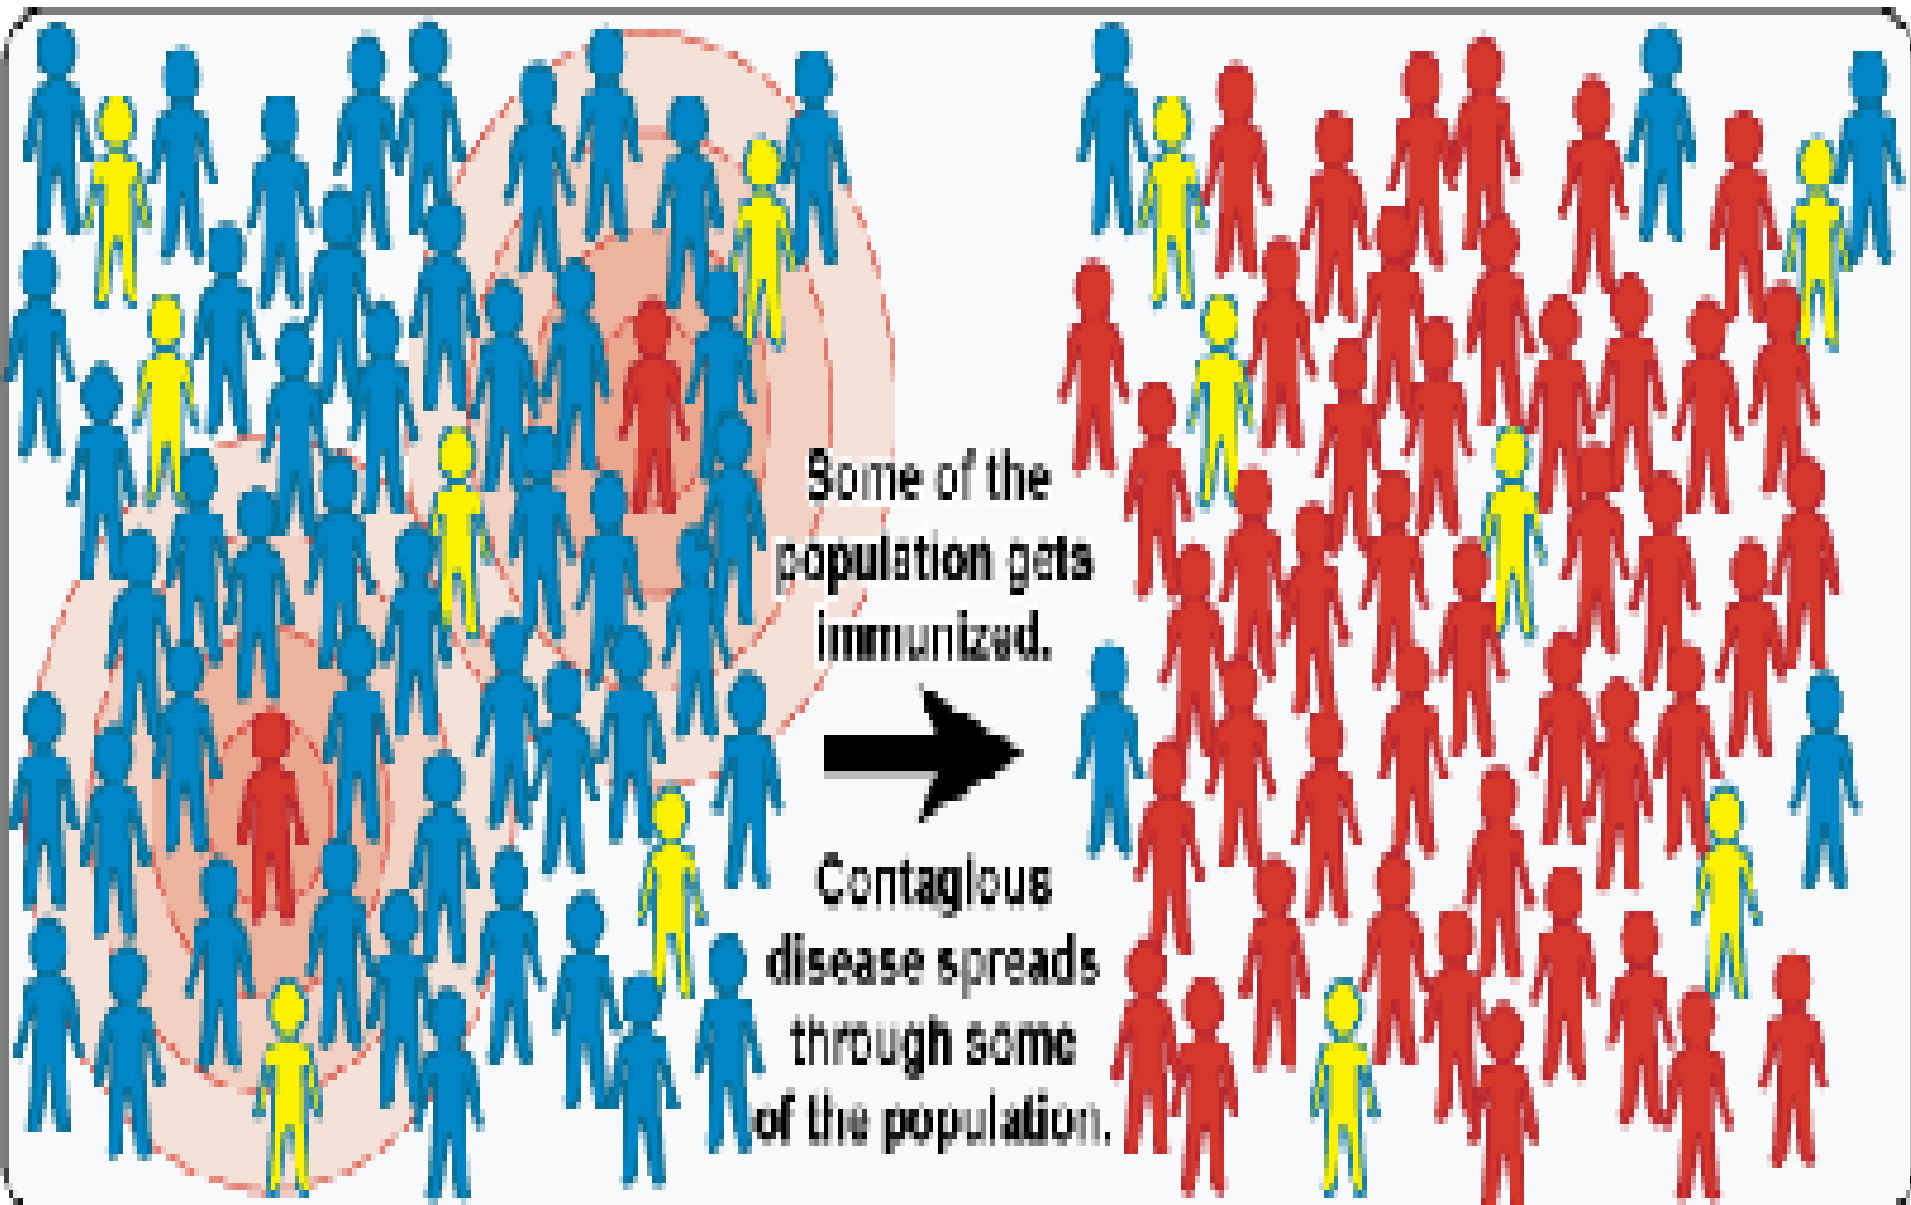 Some of the
population gets
immunized.
Contagious
disease spreads
through some
of the population.